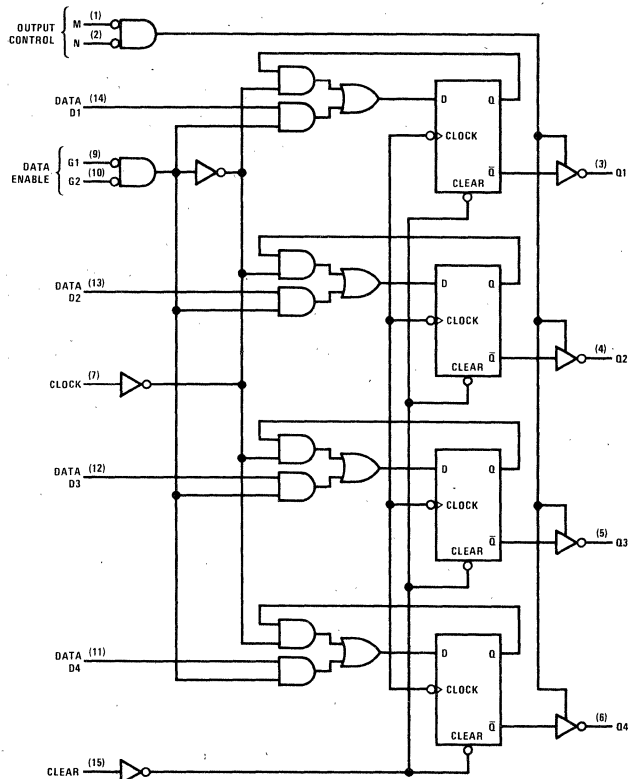 OUTPUT CONTROL
M (1)
N (2)
DATA D1 (14)
DATA ENABLE
G1 (9)
G2 (10)
D Q
CLOCK
CLEAR
Q̅
(3) Q1
DATA D2 (13)
D Q
CLOCK
CLEAR
Q̅
(4) Q2
CLOCK (7)
DATA D3 (12)
D Q
CLOCK
CLEAR
Q̅
(5) Q3
DATA D4 (11)
D Q
CLOCK
Q̅
CLEAR
(6) Q4
CLEAR (15)